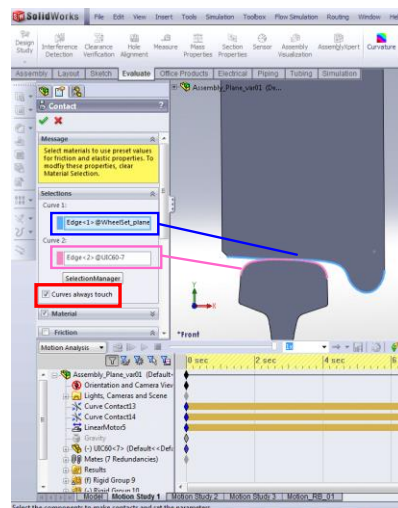 SolidWorks File Edit View Insert Tools Simulation Toolbox Flow Simulation Routing Window
Design Study Interference Detection Clearance Verification Hole Alignment Measure Mass Properties Section Properties Sensor Assembly Visualization AssemblyXpert Curvature
Assembly Layout Sketch Evaluate Office Products Electrical Piping Tubing Simulation
Assembly_Plane_var01 (De...
Contact ?
Message
Select materials to use preset values
for friction and elastic properties. To
modfiy these properties, clear
Material Selection.
Selections
Curve 1:
Edge<1>@WheelSet_plane
Curve 2:
Edge<2>@UIC60-7
SelectionManager
Curves always touch
Material
Friction
Y
X
*Front
Motion Analysis
0 sec 2 sec 4 sec 6
Assembly_Plane_var01 (Default<
Orientation and Camera View
Lights, Cameras and Scene
Curve Contact13
Curve Contact14
LinearMotor5
Gravity
(-) UIC60<7> (Default<<Defa
Mates (7 Redundancies)
Results
(f) Rigid Group 9
(-) Rigid Group 10
Model Motion Study 1 Motion Study 2 Motion Study 3 Motion_RB_01
Select the components to make contacts and set the parameters